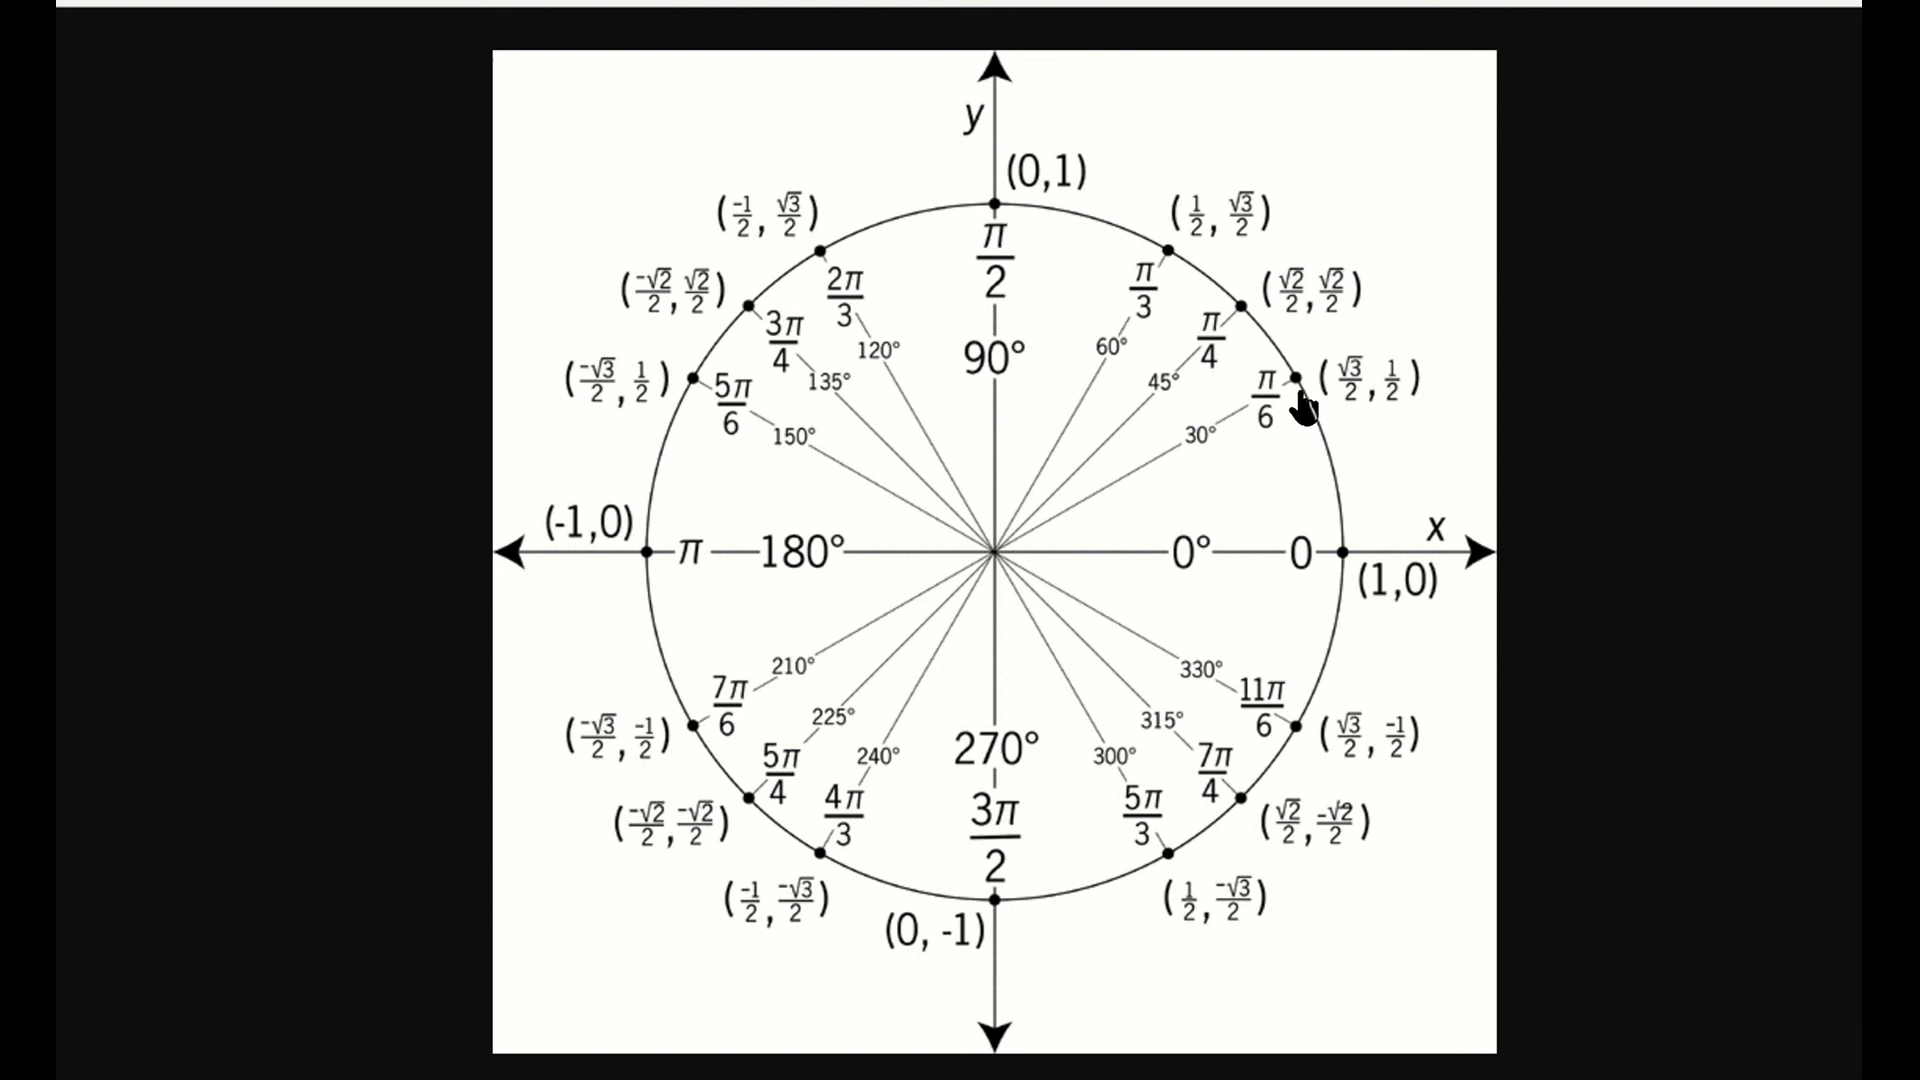 y
(0,1)
(-1/2, √3/2)
(1/2, √3/2)
π/2
2π/3
π/3
(-√2/2, √2/2)
(√2/2, √2/2)
3π/4
π/4
120°
90°
60°
(-√3/2, 1/2)
5π/6
135°
45°
π/6
(√3/2, 1/2)
150°
30°
(-1,0)
x
π
180°
0°
0
(1,0)
210°
330°
7π/6
11π/6
225°
315°
(-√3/2, -1/2)
(√3/2, -1/2)
240°
270°
300°
5π/4
7π/4
4π/3
3π/2
5π/3
(-√2/2, -√2/2)
(√2/2, -√2/2)
(-1/2, -√3/2)
(1/2, -√3/2)
(0, -1)